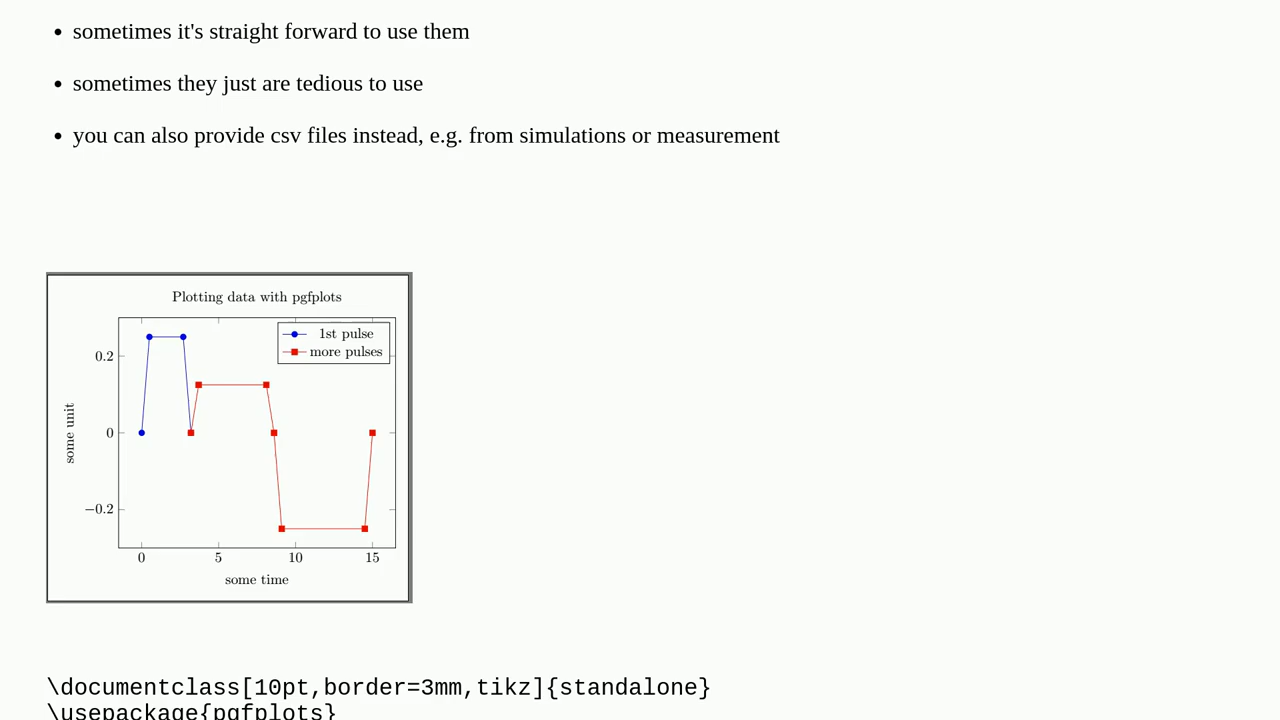 • sometimes it's straight forward to use them
• sometimes they just are tedious to use
• you can also provide csv files instead, e.g. from simulations or measurement
Plotting data with pgfplots
1st pulse
more pulses
0.2
0
−0.2
some unit
0 5 10 15
some time
\documentclass[10pt,border=3mm,tikz]{standalone}
\usepackage{pgfplots}